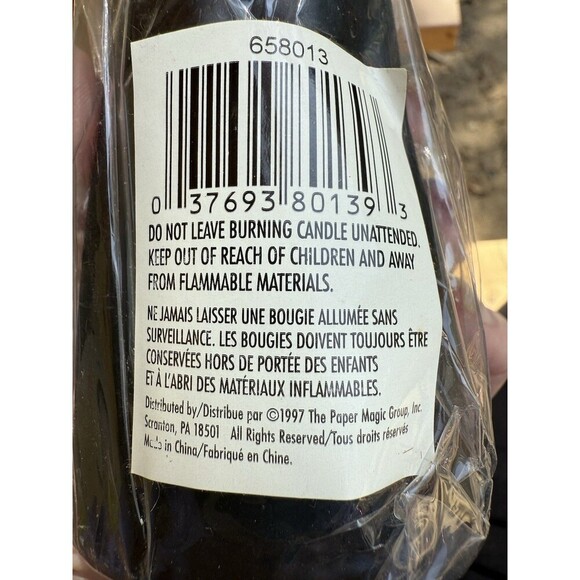 658013
0 37693 80139 3
DO NOT LEAVE BURNING CANDLE UNATTENDED.
KEEP OUT OF REACH OF CHILDREN AND AWAY
FROM FLAMMABLE MATERIALS.
NE JAMAIS LAISSER UNE BOUGIE ALLUMÉE SANS
SURVEILLANCE. LES BOUGIES DOIVENT TOUJOURS ÊTRE
CONSERVÉES HORS DE PORTÉE DES ENFANTS
ET À L'ABRI DES MATÉRIAUX INFLAMMABLES.
Distributed by/Distribue par ©1997 The Paper Magic Group, Inc.
Scranton, PA 18501 All Rights Reserved/Tous droits réservés
Made in China/Fabriqué en Chine.